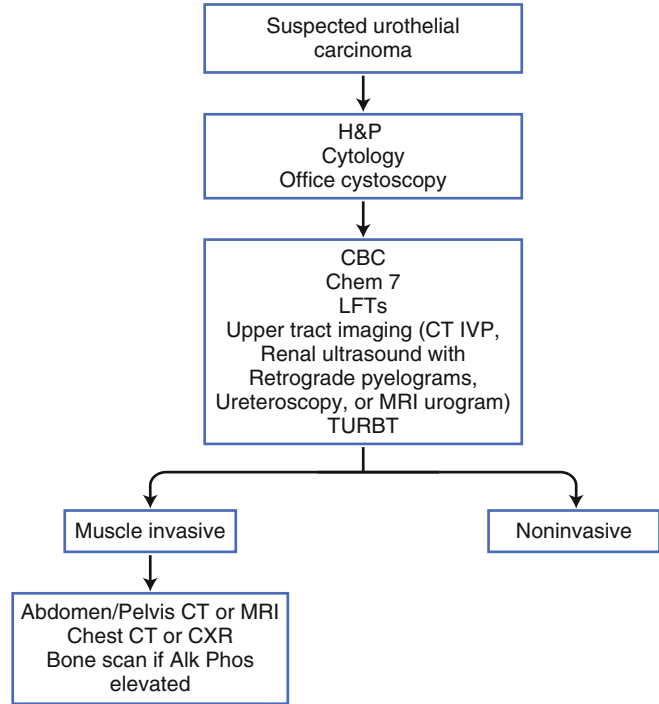 Suspected urothelial
carcinoma
H&P
Cytology
Office cystoscopy
CBC
Chem 7
LFTs
Upper tract imaging (CT IVP,
Renal ultrasound with
Retrograde pyelograms,
Ureteroscopy, or MRI urogram)
TURBT
Muscle invasive
Noninvasive
Abdomen/Pelvis CT or MRI
Chest CT or CXR
Bone scan if Alk Phos
elevated